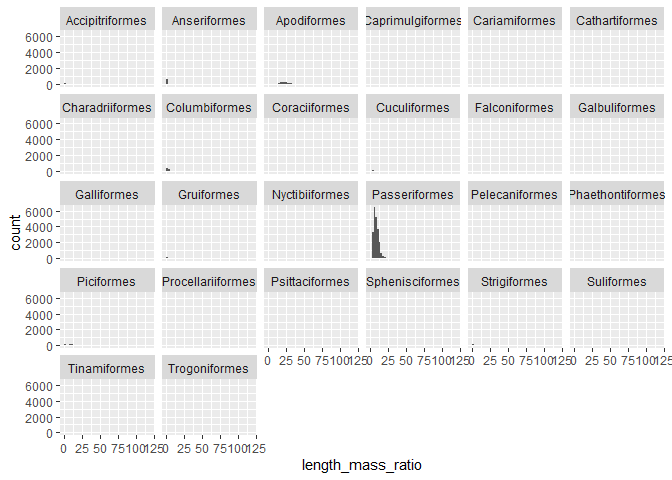 Accipitriformes Anseriformes Apodiformes Caprimulgiformes Cariamiformes Cathartiformes
6000
4000
2000
0
Charadriiformes Columbiformes Coraciiformes Cuculiformes Falconiformes Galbuliformes
6000
4000
2000
0
Galliformes Gruiformes Nyctibiiformes Passeriformes Pelecaniformes Phaethontiformes
6000
4000
2000
0
count
Piciformes Procellariiformes Psittaciformes Sphenisciformes Strigiformes Suliformes
6000
4000
2000
0
0 25 50 75 100 125 0 25 50 75 100 125 0 25 50 75 100 125 0 25 50 75 100 125
Tinamiformes Trogoniformes
6000
4000
2000
0
0 25 50 75 100 125 0 25 50 75 100 125
length_mass_ratio